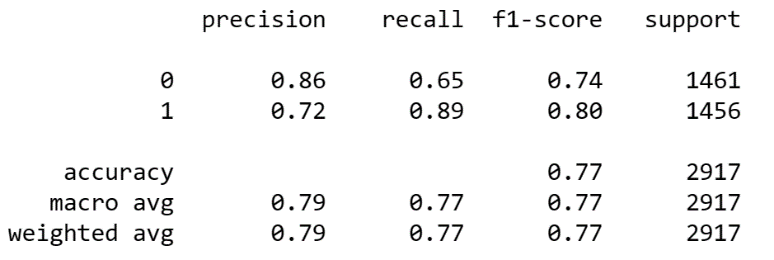 precision recall f1-score support
0 0.86 0.65 0.74 1461
1 0.72 0.89 0.80 1456
accuracy 0.77 2917
macro avg 0.79 0.77 0.77 2917
weighted avg 0.79 0.77 0.77 2917